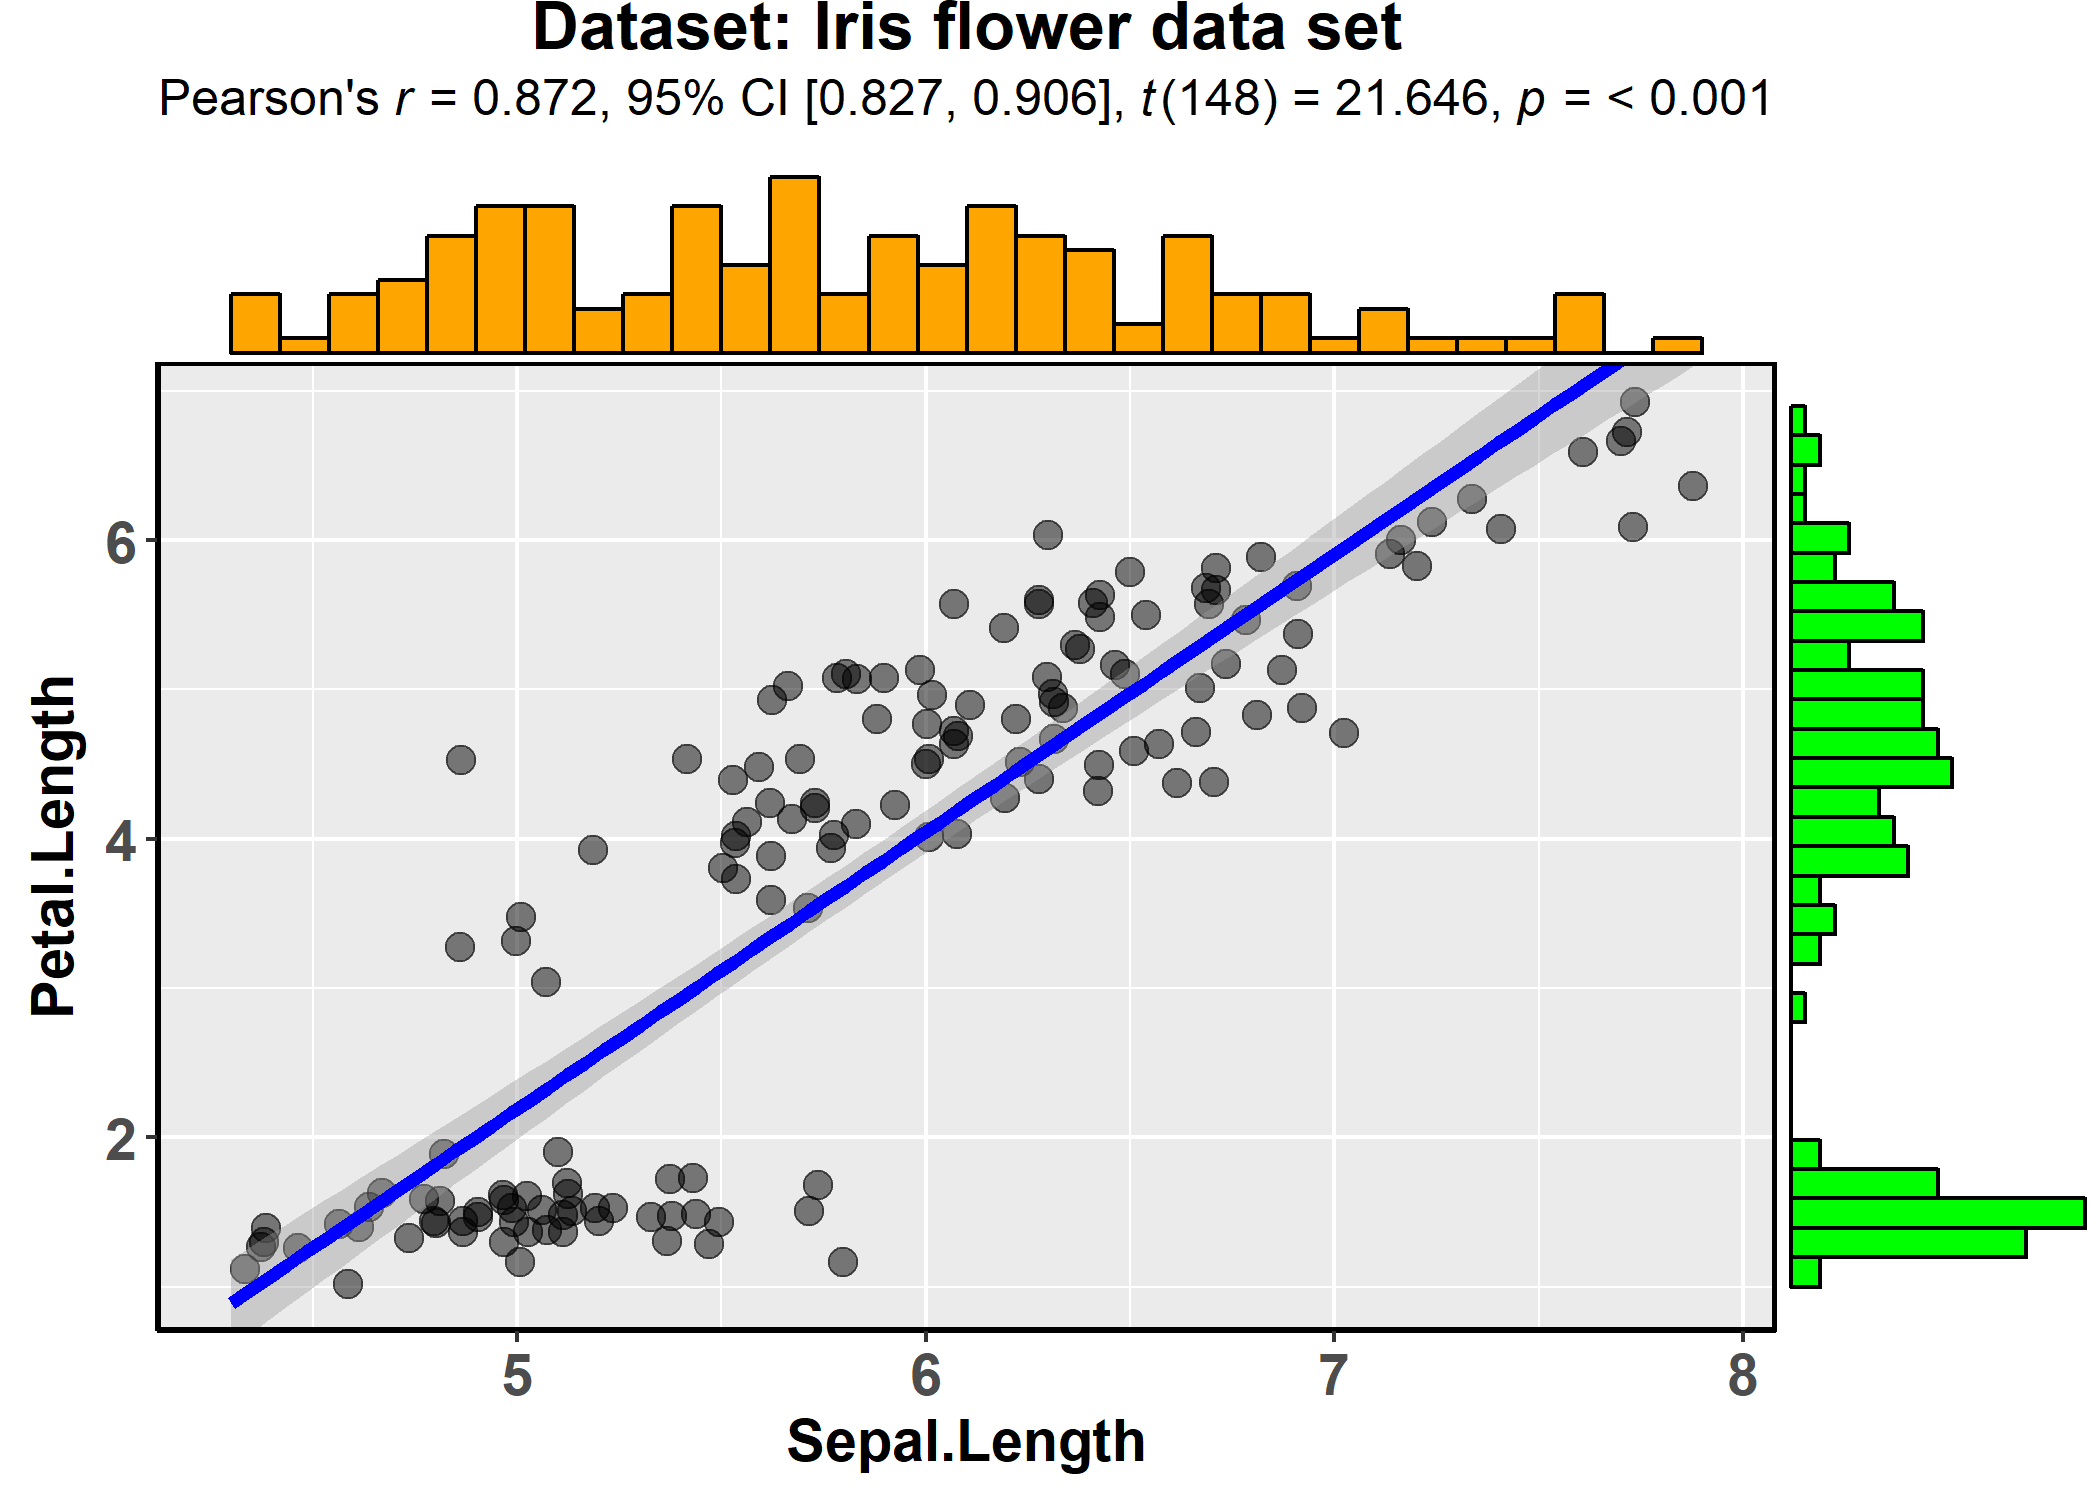 Dataset: Iris flower data set
Pearson's r = 0.872, 95% CI [0.827, 0.906], t(148) = 21.646, p = < 0.001
6
4
2
Petal.Length
5 6 7 8
Sepal.Length